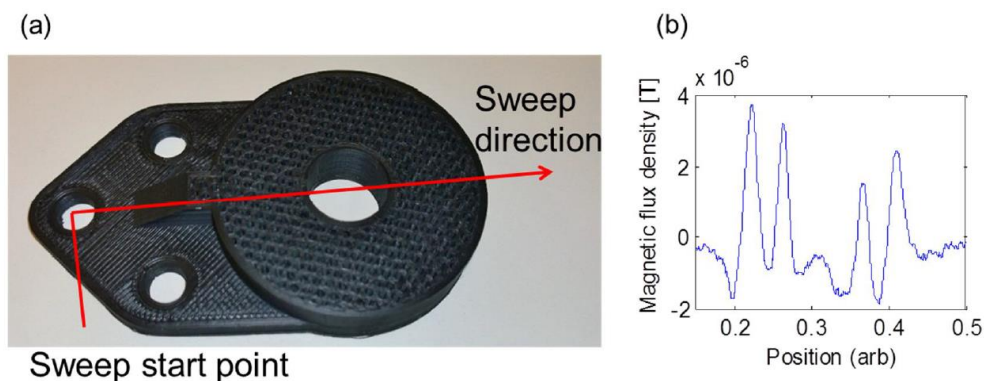 (a)
Sweep
direction
Sweep start point
(b)
x 10^-6
Magnetic flux density [T]
4
2
0
-2
0.2 0.3 0.4 0.5
Position (arb)